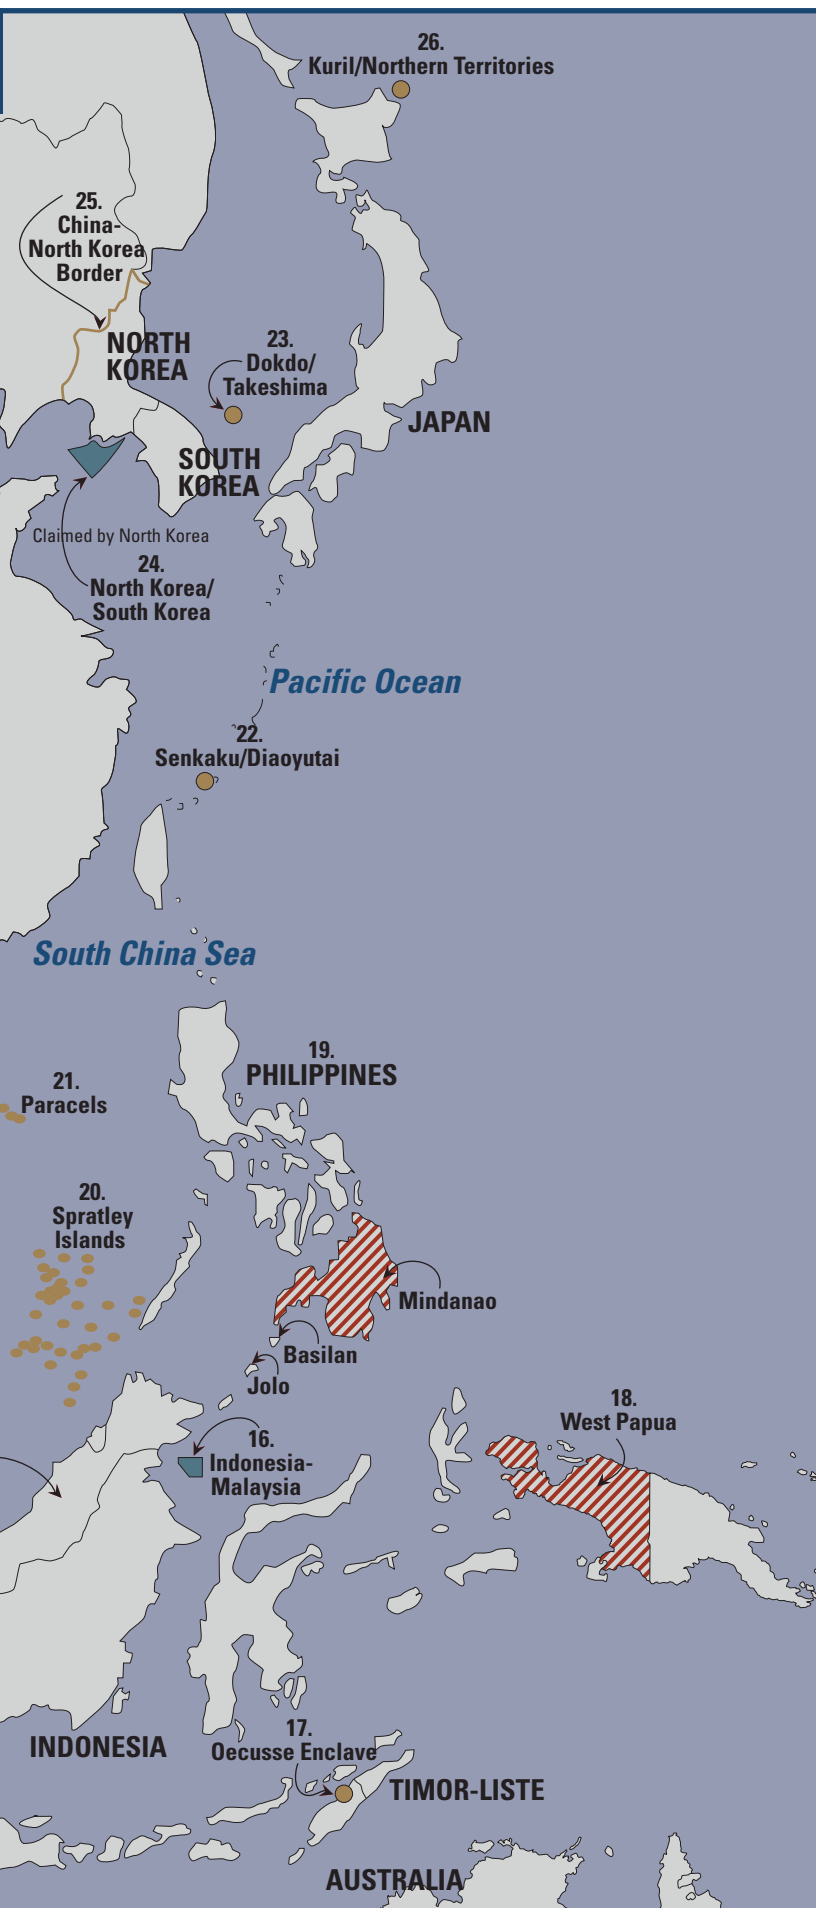 26.
Kuril/Northern Territories
25.
China-
North Korea
Border
NORTH
KOREA
23.
Dokdo/
Takeshima
JAPAN
SOUTH
KOREA
Claimed by North Korea
24.
North Korea/
South Korea
Pacific Ocean
22.
Senkaku/Diaoyutai
South China Sea
19.
PHILIPPINES
21.
Paracels
20.
Spratley
Islands
Mindanao
Basilan
Jolo
18.
West Papua
16.
Indonesia-
Malaysia
17.
Oecusse Enclave
INDONESIA
TIMOR-LISTE
AUSTRALIA